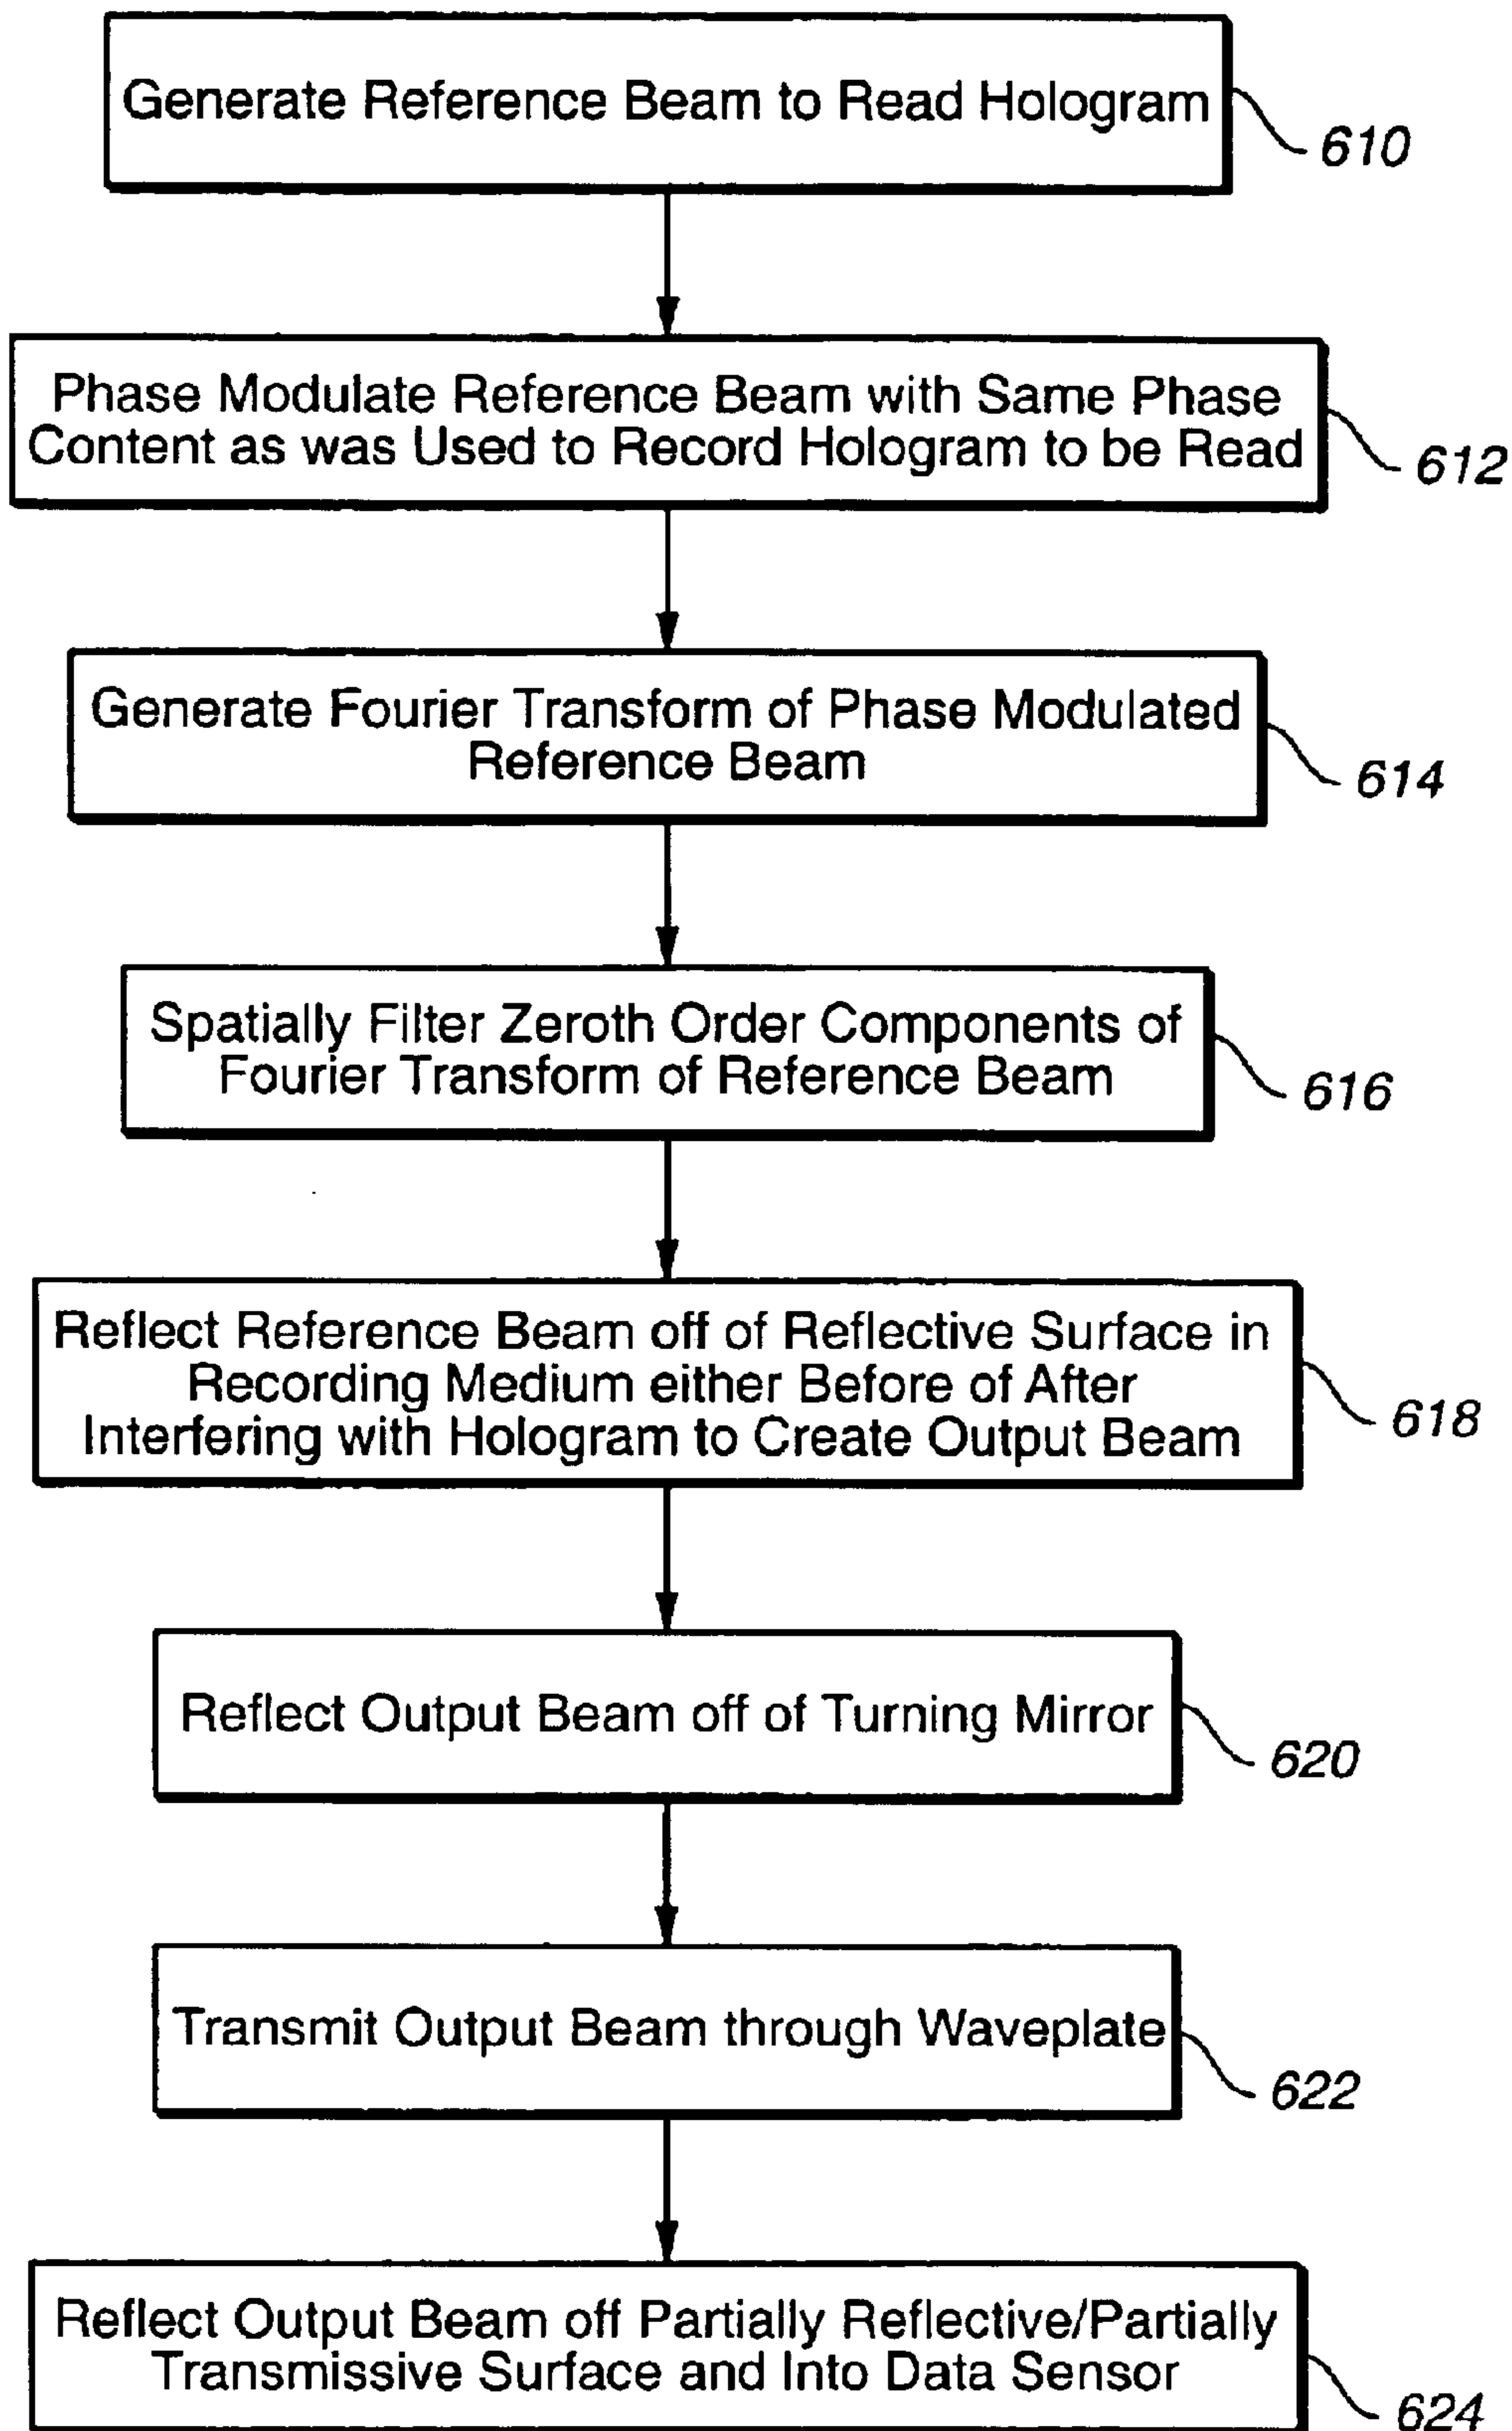 Generate Reference Beam to Read Hologram
610
Phase Modulate Reference Beam with Same Phase
Content as was Used to Record Hologram to be Read
612
Generate Fourier Transform of Phase Modulated
Reference Beam
614
Spatially Filter Zeroth Order Components of
Fourier Transform of Reference Beam
616
Reflect Reference Beam off of Reflective Surface in
Recording Medium either Before of After
Interfering with Hologram to Create Output Beam
618
Reflect Output Beam off of Turning Mirror
620
Transmit Output Beam through Waveplate
622
Reflect Output Beam off Partially Reflective/Partially
Transmissive Surface and Into Data Sensor
624